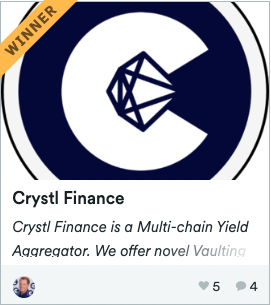 WINNER
Crystl Finance
Crystl Finance is a Multi-chain Yield
Aggregator. We offer novel Vaulting
5 4